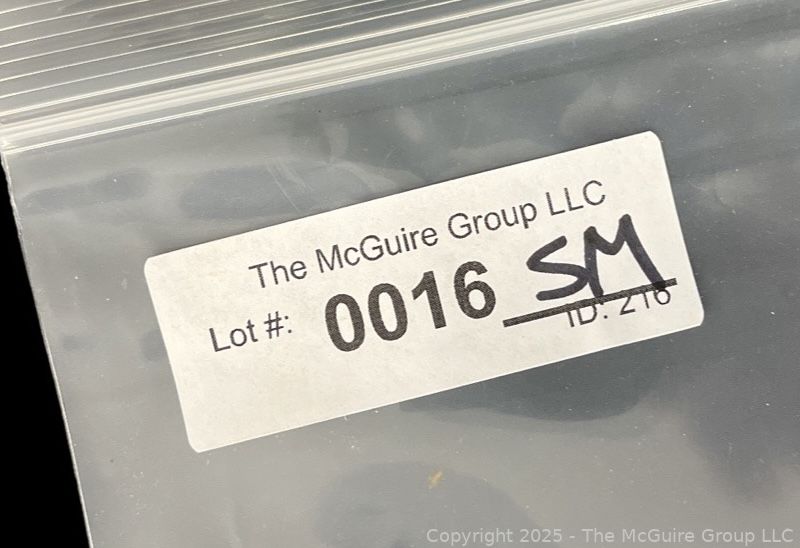 The McGuire Group LLC
Lot #: 0016 SM
ID: 216
Copyright 2025 - The McGuire Group LLC